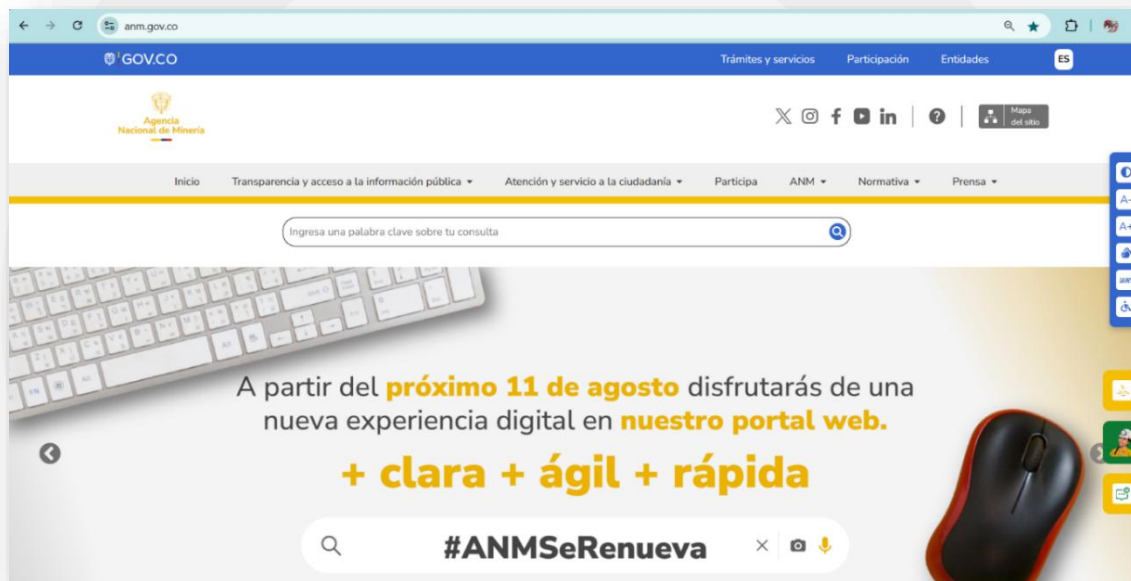 anm.gov.co
GOV.CO
Trámites y servicios
Participación
Entidades
ES
Agencia
Nacional de Minería
Mapa
del sitio
Inicio
Transparencia y acceso a la información pública
Atención y servicio a la ciudadanía
Participa
ANM
Normativa
Prensa
A-
A+
Ingresa una palabra clave sobre tu consulta
A partir del próximo 11 de agosto disfrutarás de una
nueva experiencia digital en nuestro portal web.
+ clara + ágil + rápida
#ANMSeRenueva